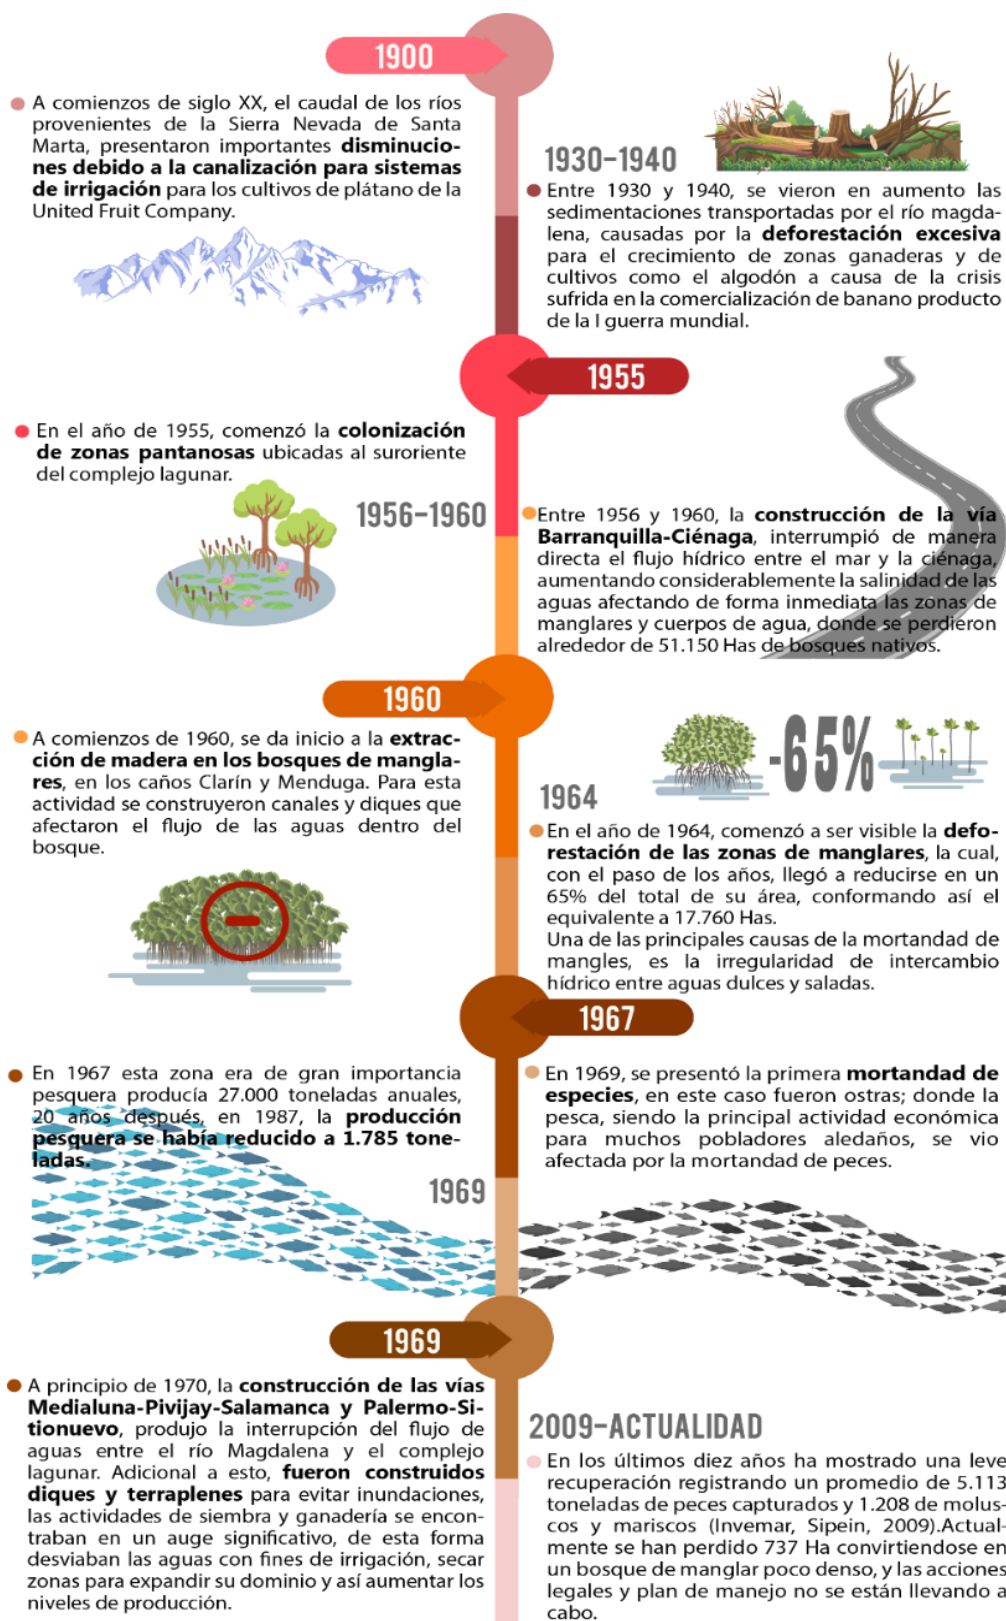 1900
A comienzos de siglo XX, el caudal de los ríos
provenientes de la Sierra Nevada de Santa
Marta, presentaron importantes disminucio-
nes debido a la canalización para sistemas
de irrigación para los cultivos de plátano de la
United Fruit Company.
1930-1940
Entre 1930 y 1940, se vieron en aumento las
sedimentaciones transportadas por el río magda-
lena, causadas por la deforestación excesiva
para el crecimiento de zonas ganaderas y de
cultivos como el algodón a causa de la crisis
sufrida en la comercialización de banano producto
de la I guerra mundial.
1955
En el año de 1955, comenzó la colonización
de zonas pantanosas ubicadas al suroriente
del complejo lagunar.
1956-1960
Entre 1956 y 1960, la construcción de la vía
Barranquilla-Ciénaga, interrumpió de manera
directa el flujo hídrico entre el mar y la ciénaga,
aumentando considerablemente la salinidad de las
aguas afectando de forma inmediata las zonas de
manglares y cuerpos de agua, donde se perdieron
alrededor de 51.150 Has de bosques nativos.
1960
A comienzos de 1960, se da inicio a la extrac-
ción de madera en los bosques de mangla-
res, en los caños Clarín y Menduga. Para esta
actividad se construyeron canales y diques que
afectaron el flujo de las aguas dentro del
bosque.
-65%
1964
En el año de 1964, comenzó a ser visible la defo-
restación de las zonas de manglares, la cual,
con el paso de los años, llegó a reducirse en un
65% del total de su área, conformando así el
equivalente a 17.760 Has.
Una de las principales causas de la mortandad de
mangles, es la irregularidad de intercambio
hídrico entre aguas dulces y saladas.
1967
En 1967 esta zona era de gran importancia
pesquera producía 27.000 toneladas anuales,
20 años después, en 1987, la producción
pesquera se había reducido a 1.785 tone-
ladas.
1969
En 1969, se presentó la primera mortandad de
especies, en este caso fueron ostras; donde la
pesca, siendo la principal actividad económica
para muchos pobladores aledaños, se vio
afectada por la mortandad de peces.
1969
A principio de 1970, la construcción de las vías
Medialuna-Pivijay-Salamanca y Palermo-Si-
tionuevo, produjo la interrupción del flujo de
aguas entre el río Magdalena y el complejo
lagunar. Adicional a esto, fueron construidos
diques y terraplenes para evitar inundaciones,
las actividades de siembra y ganadería se encon-
traban en un auge significativo, de esta forma
desviaban las aguas con fines de irrigación, secar
zonas para expandir su dominio y así aumentar los
niveles de producción.
2009-ACTUALIDAD
En los últimos diez años ha mostrado una leve
recuperación registrando un promedio de 5.113
toneladas de peces capturados y 1.208 de molus-
cos y mariscos (Invemar, Sipein, 2009).Actual-
mente se han perdido 737 Ha convirtiendose en
un bosque de manglar poco denso, y las acciones
legales y plan de manejo no se están llevando a
cabo.